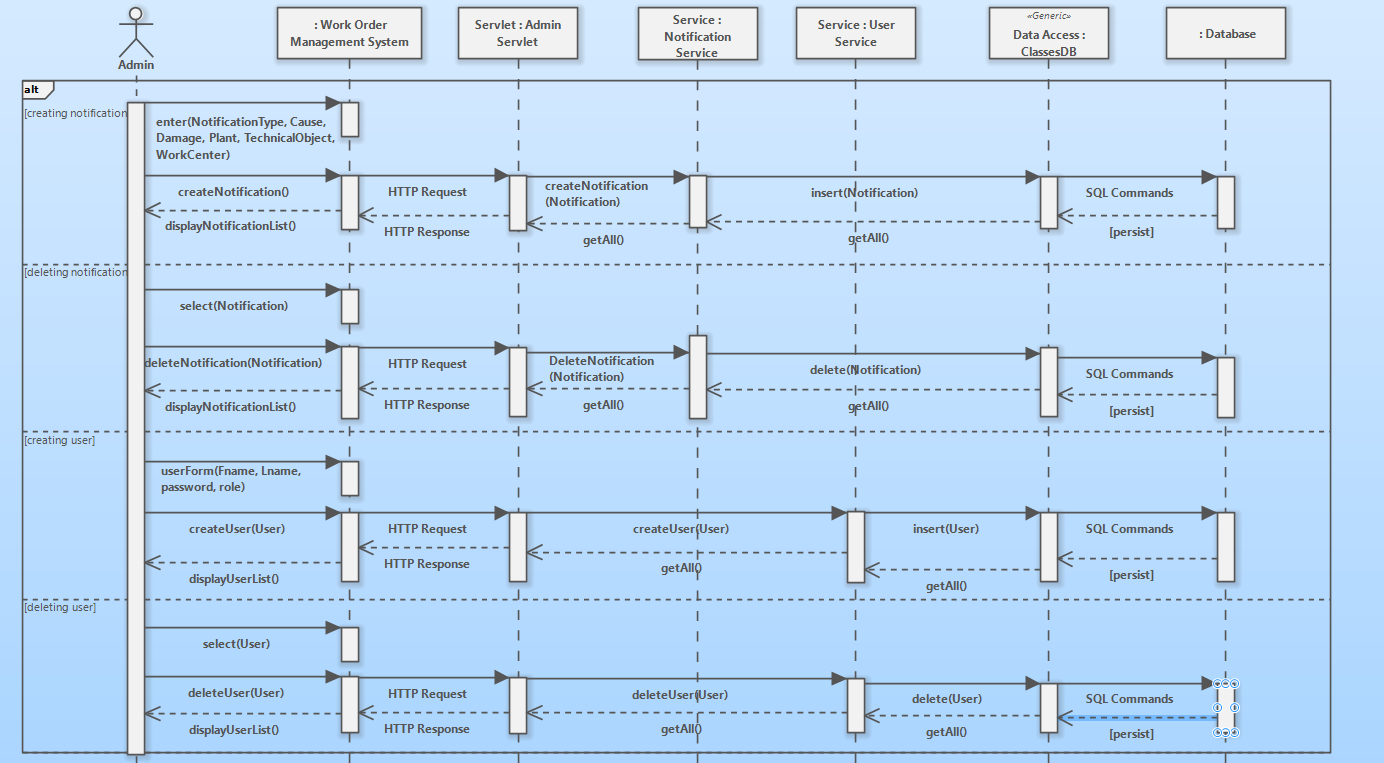 Admin
: Work Order
Management System
Servlet : Admin
Servlet
Service :
Notification
Service
Service : User
Service
«Generic»
Data Access :
ClassesDB
: Database
alt
[creating notification
enter(NotificationType, Cause,
Damage, Plant, TechnicalObject,
WorkCenter)
createNotification()
HTTP Request
createNotification
(Notification)
insert(Notification)
SQL Commands
displayNotificationList()
HTTP Response
getAll()
getAll()
[persist]
[deleting notification
select(Notification)
deleteNotification(Notification)
HTTP Request
DeleteNotification
(Notification)
delete(Notification)
SQL Commands
displayNotificationList()
HTTP Response
getAll()
getAll()
[persist]
[creating user]
userForm(Fname, Lname,
password, role)
createUser(User)
HTTP Request
createUser(User)
insert(User)
SQL Commands
displayUserList()
HTTP Response
getAll()
getAll()
[persist]
[deleting user]
select(User)
deleteUser(User)
HTTP Request
deleteUser(User)
delete(User)
SQL Commands
displayUserList()
HTTP Response
getAll()
getAll()
[persist]